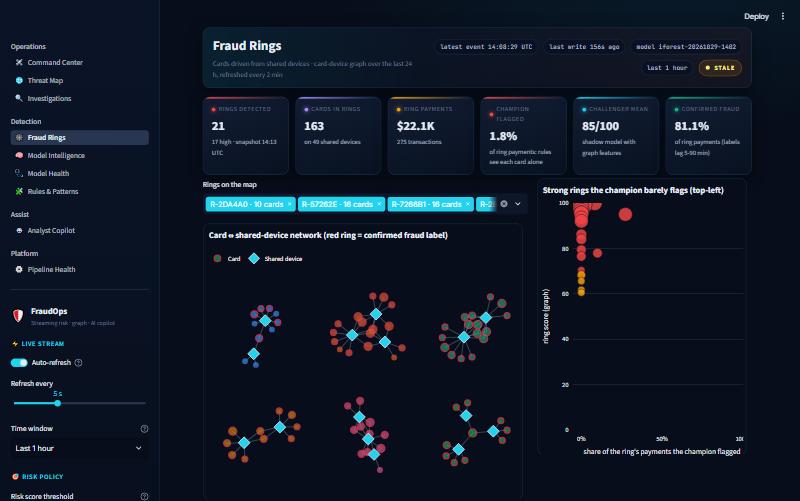 Deploy
Operations
Command Center
Threat Map
Investigations
Detection
Fraud Rings
Model Intelligence
Model Health
Rules & Patterns
Assist
Analyst Copilot
Platform
Pipeline Health
FraudOps
Streaming risk · graph · AI copilot
LIVE STREAM
Auto-refresh
Refresh every
5 s
Time window
Last 1 hour
RISK POLICY
Risk score threshold
Fraud Rings
Cards driven from shared devices · card-device graph over the last 24
h, refreshed every 2 min
latest event 14:08:29 UTC
last write 156s ago
model iforest-20261029-1402
last 1 hour
STALE
RINGS DETECTED
21
17 high · snapshot 14:13
UTC
CARDS IN RINGS
163
on 49 shared devices
RING PAYMENTS
$22.1K
275 transactions
CHAMPION
FLAGGED
1.8%
of ring payments; rules
see each card alone
CHALLENGER MEAN
85/100
shadow model with
graph features
CONFIRMED FRAUD
81.1%
of ring payments (labels
lag 5-90 min)
Rings on the map
R-2DA4A0 · 10 cards ×
R-57262E · 16 cards ×
R-7266B1 · 16 cards ×
Card ↔ shared-device network (red ring = confirmed fraud label)
Card
Shared device
Strong rings the champion barely flags (top-left)
ring score (graph)
100
80
60
40
20
0
0%
50%
share of the ring's payments the champion flagged